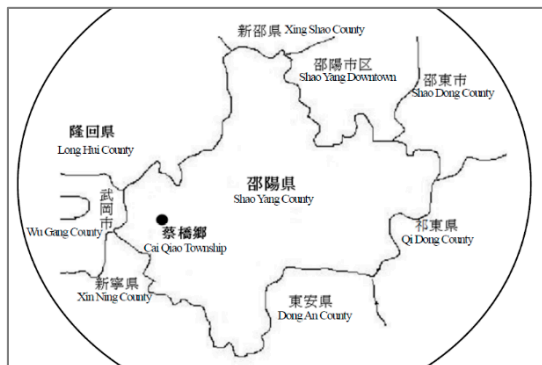 新邵県 Xing Shao County
邵陽市区
Shao Yang Downtown
邵東市
Shao Dong County
隆回県
Long Hui County
武岡市
Wu Gang County
邵陽県
Shao Yang County
蔡橋郷
Cai Qiao Township
祁東県
Qi Dong County
新寧県
Xin Ning County
東安県
Dong An County